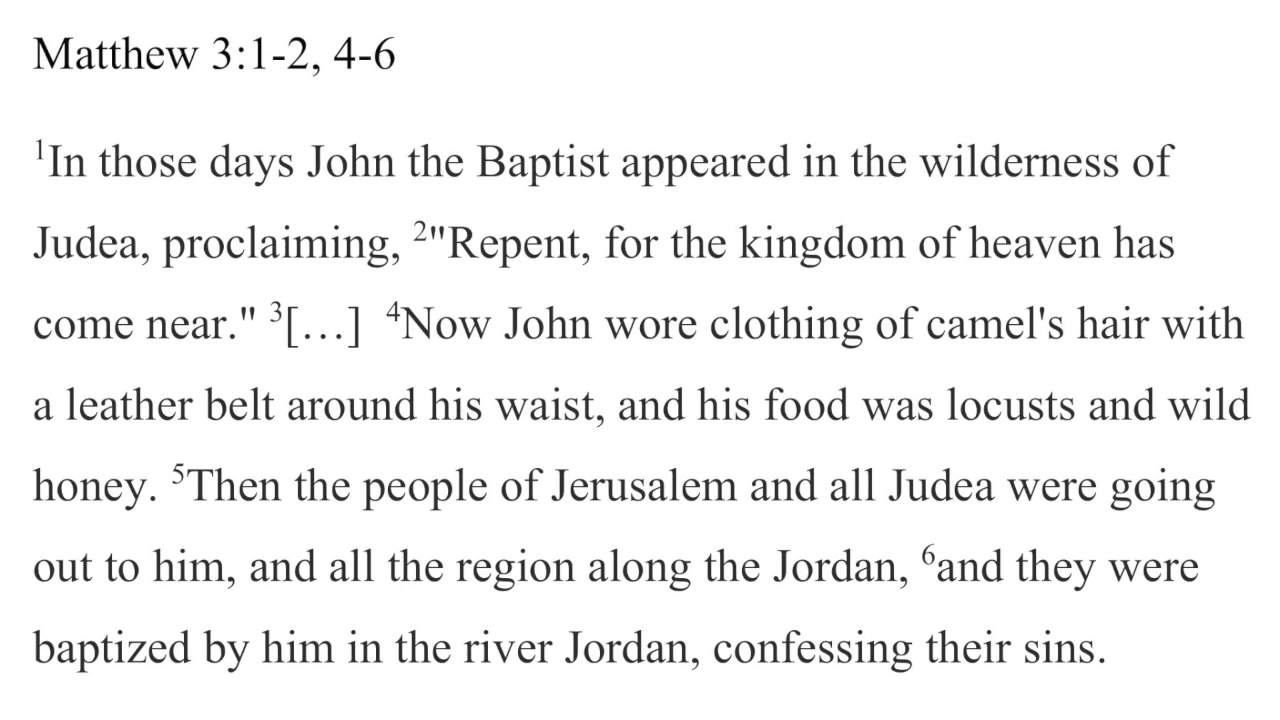 Matthew 3:1-2, 4-6
¹In those days John the Baptist appeared in the wilderness of
Judea, proclaiming, ²"Repent, for the kingdom of heaven has
come near." ³[…] ⁴Now John wore clothing of camel's hair with
a leather belt around his waist, and his food was locusts and wild
honey. ⁵Then the people of Jerusalem and all Judea were going
out to him, and all the region along the Jordan, ⁶and they were
baptized by him in the river Jordan, confessing their sins.